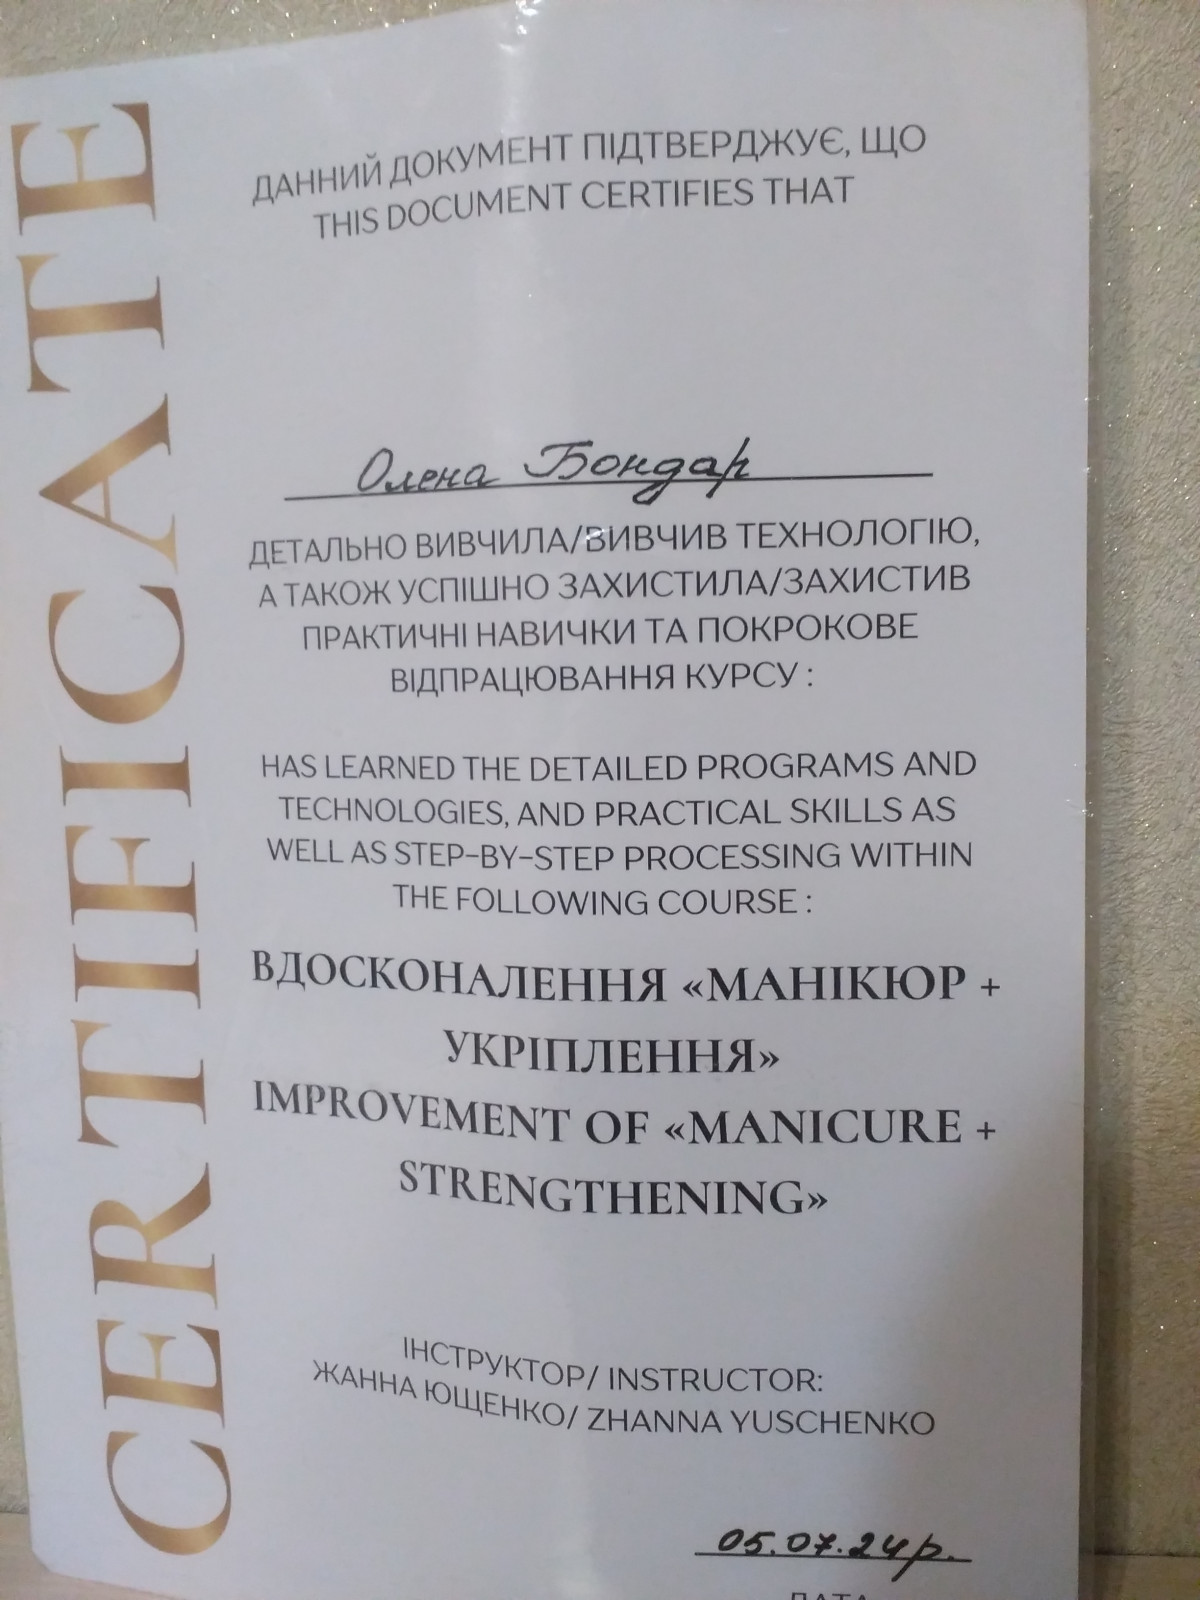 CERTIFICATE
ДАННИЙ ДОКУМЕНТ ПІДТВЕРДЖУЄ, ЩО
THIS DOCUMENT CERTIFIES THAT
Олена Бондар
ДЕТАЛЬНО ВИВЧИЛА/ВИВЧИВ ТЕХНОЛОГІЮ,
А ТАКОЖ УСПІШНО ЗАХИСТИЛА/ЗАХИСТИВ
ПРАКТИЧНІ НАВИЧКИ ТА ПОКРОКОВЕ
ВІДПРАЦЮВАННЯ КУРСУ :
HAS LEARNED THE DETAILED PROGRAMS AND
TECHNOLOGIES, AND PRACTICAL SKILLS AS
WELL AS STEP-BY-STEP PROCESSING WITHIN
THE FOLLOWING COURSE :
ВДОСКОНАЛЕННЯ «МАНІКЮР +
УКРІПЛЕННЯ»
IMPROVEMENT OF «MANICURE +
STRENGTHENING»
ІНСТРУКТОР/ INSTRUCTOR:
ЖАННА ЮЩЕНКО/ ZHANNA YUSCHENKO
05.07.24р.
ДАТА